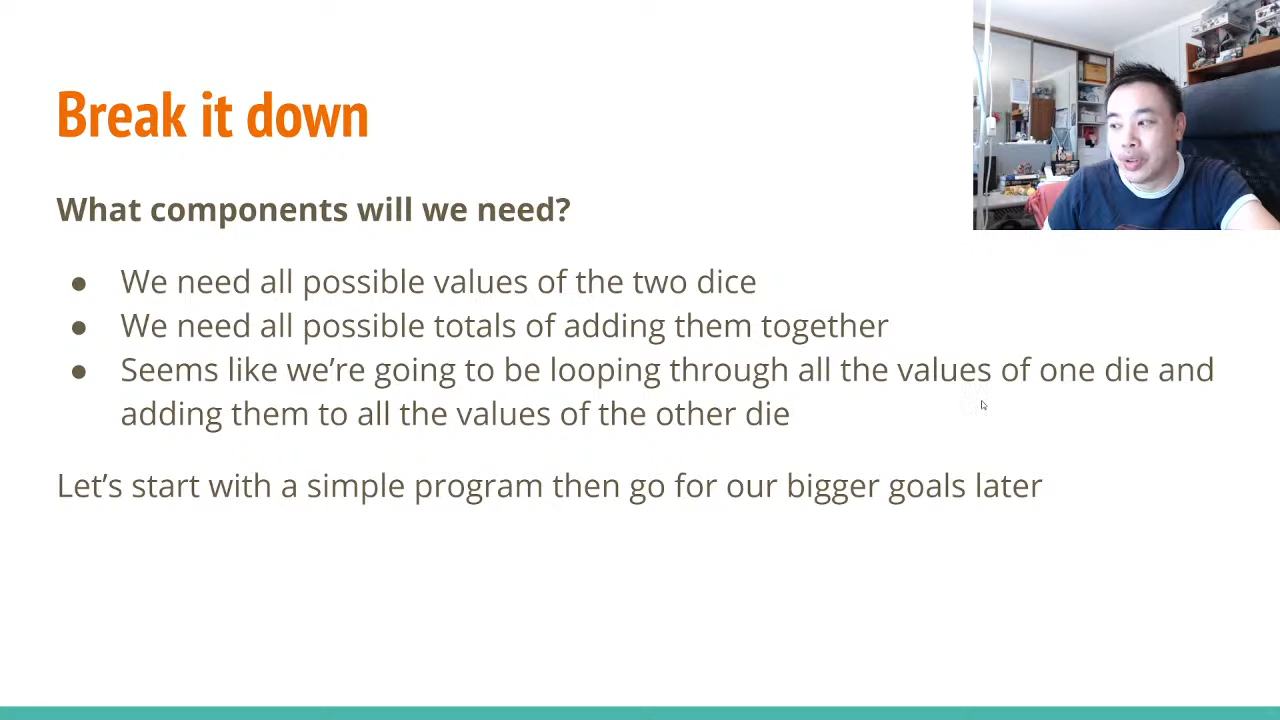 Break it down
What components will we need?
● We need all possible values of the two dice
● We need all possible totals of adding them together
● Seems like we're going to be looping through all the values of one die and
adding them to all the values of the other die
Let's start with a simple program then go for our bigger goals later